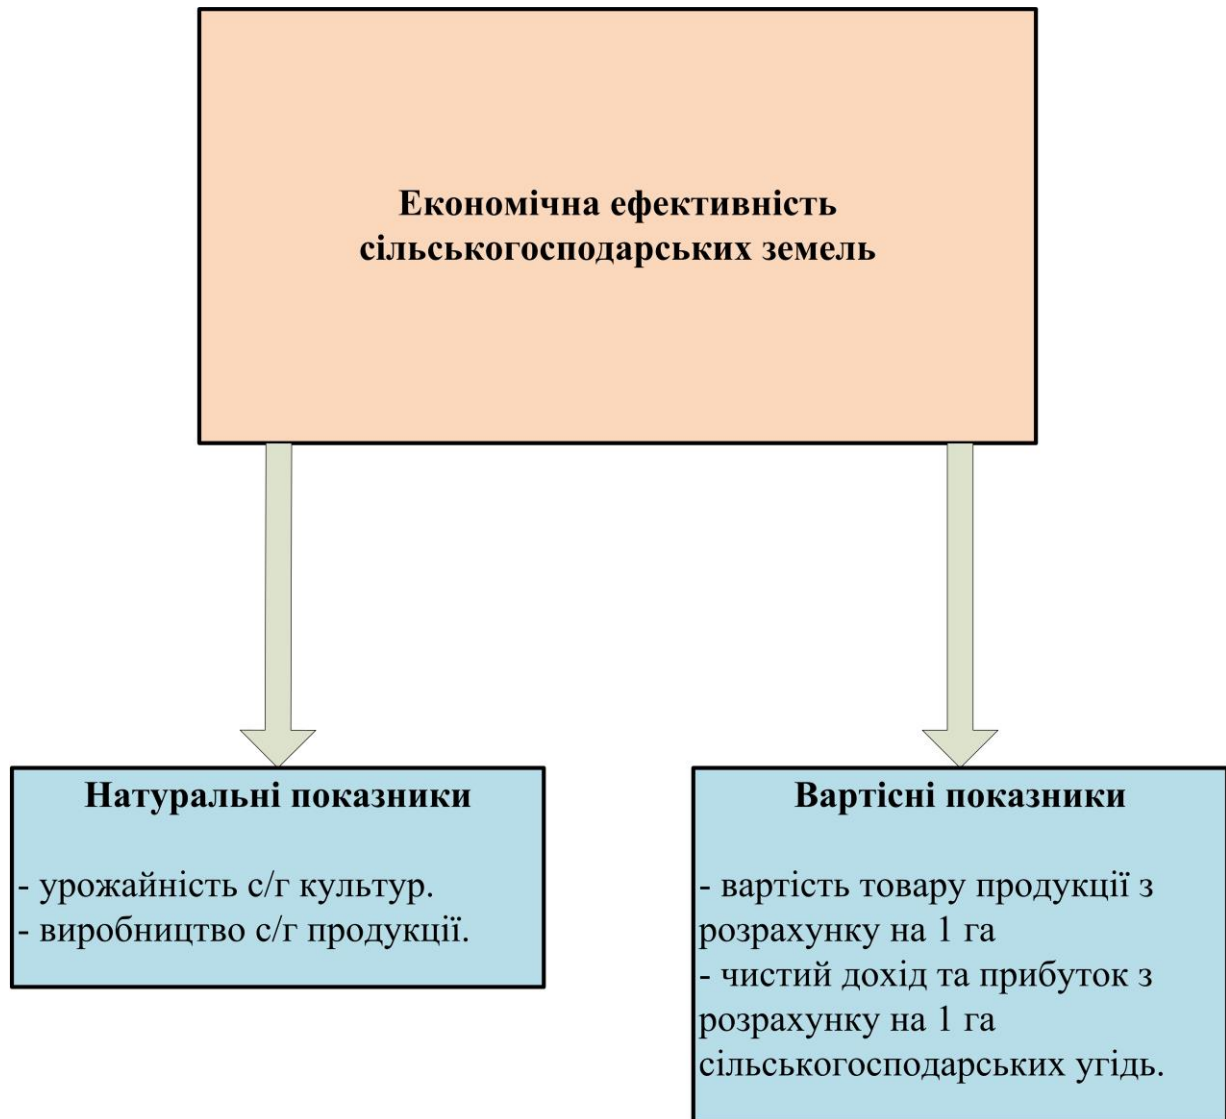 Економічна ефективність
сільськогосподарських земель
Натуральні показники
- урожайність с/г культур.
- виробництво с/г продукції.
Вартісні показники
- вартість товару продукції з
розрахунку на 1 га
- чистий дохід та прибуток з
розрахунку на 1 га
сільськогосподарських угідь.